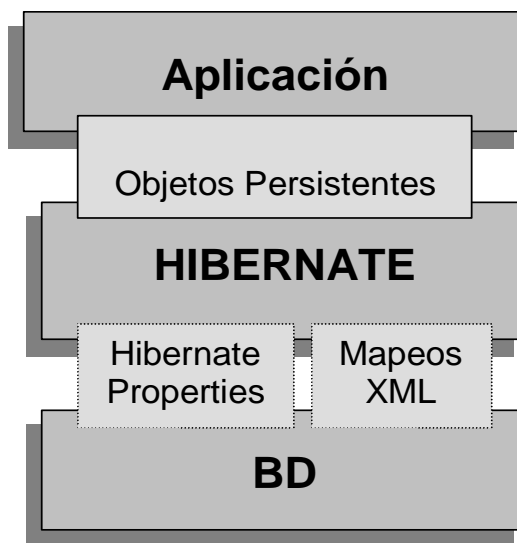 Aplicación
Objetos Persistentes
HIBERNATE
Hibernate
Properties
Mapeos
XML
BD